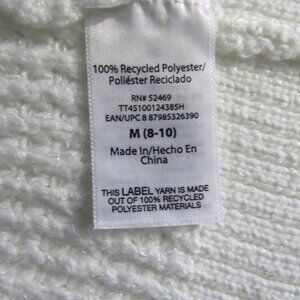 100% Recycled Polyester/
Poliéster Reciclado
RN# 52469
TT45100124385H
EAN/UPC 8 87985326390
M (8-10)
Made In/Hecho En
China
THIS LABEL YARN IS MADE
OUT OF 100% RECYCLED
POLYESTER MATERIALS